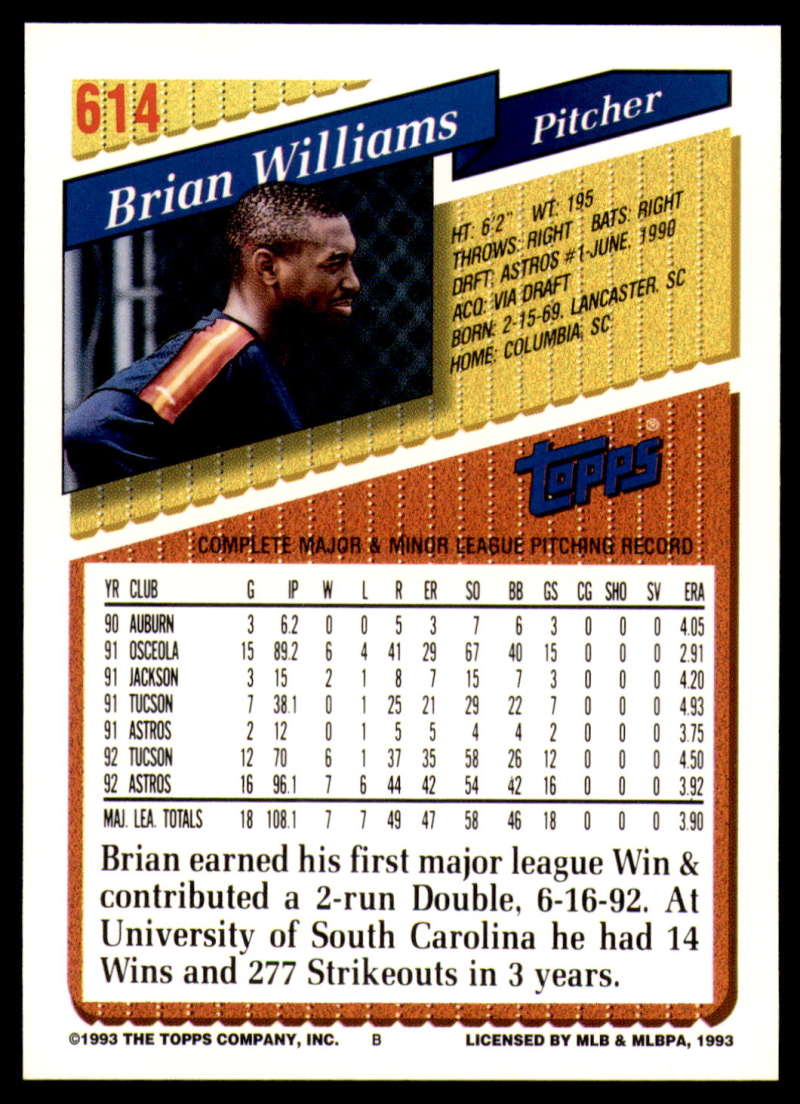 614
Brian Williams
Pitcher
HT: 6'2" WT: 195
THROWS: RIGHT BATS: RIGHT
DRFT: ASTROS #1-JUNE, 1990
ACQ: VIA DRAFT
BORN: 2-15-69, LANCASTER, SC
HOME: COLUMBIA, SC
Topps®
COMPLETE MAJOR & MINOR LEAGUE PITCHING RECORD
YR CLUB G IP W L R ER SO BB GS CG SHO SV ERA
90 AUBURN 3 6.2 0 0 5 3 7 6 3 0 0 0 4.05
91 OSCEOLA 15 89.2 6 4 41 29 67 40 15 0 0 0 2.91
91 JACKSON 3 15 2 1 8 7 15 7 3 0 0 0 4.20
91 TUCSON 7 38.1 0 1 25 21 29 22 7 0 0 0 4.93
91 ASTROS 2 12 0 1 5 5 4 4 2 0 0 0 3.75
92 TUCSON 12 70 6 1 37 35 58 26 12 0 0 0 4.50
92 ASTROS 16 96.1 7 6 44 42 54 42 16 0 0 0 3.92
MAJ. LEA. TOTALS 18 108.1 7 7 49 47 58 46 18 0 0 0 3.90
Brian earned his first major league Win &
contributed a 2-run Double, 6-16-92. At
University of South Carolina he had 14
Wins and 277 Strikeouts in 3 years.
©1993 THE TOPPS COMPANY, INC. B LICENSED BY MLB & MLBPA, 1993